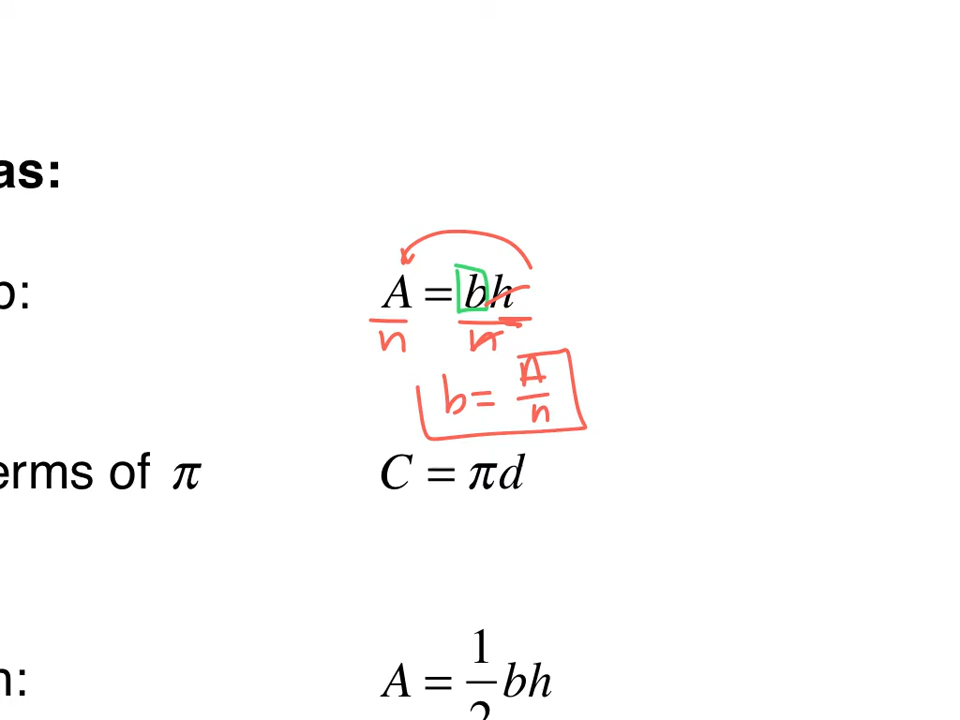 as:
b: A = bh
n n
b = A/n
erms of π C = πd
h: A = 1/2 bh